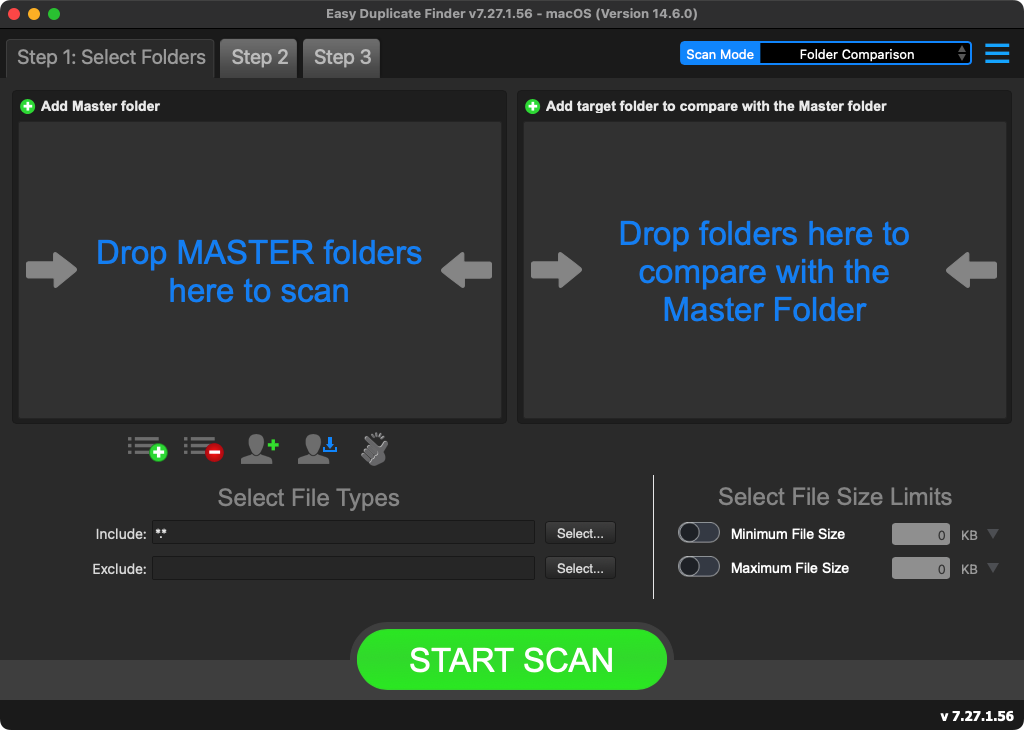 Easy Duplicate Finder v7.27.1.56 - macOS (Version 14.6.0)
Step 1: Select Folders
Step 2
Step 3
Scan Mode
Folder Comparison
Add Master folder
Add target folder to compare with the Master folder
Drop MASTER folders
here to scan
Drop folders here to
compare with the
Master Folder
Select File Types
Include: *.*
Select...
Exclude:
Select...
Select File Size Limits
Minimum File Size
0
KB
Maximum File Size
0
KB
START SCAN
v 7.27.1.56